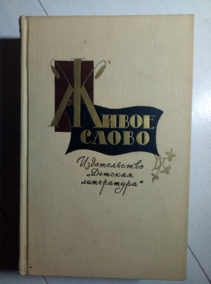 Живое
слово
Издательство
„Детская
литература"